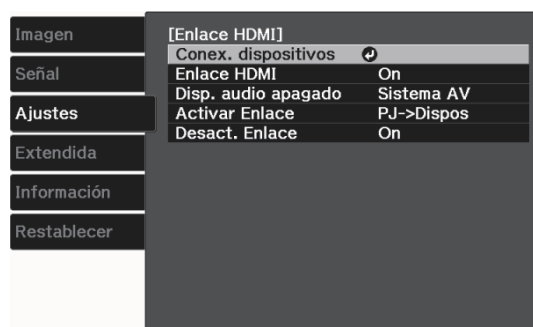 Imagen
Señal
Ajustes
Extendida
Información
Restablecer
[Enlace HDMI]
Conex. dispositivos
Enlace HDMI On
Disp. audio apagado Sistema AV
Activar Enlace PJ->Dispos
Desact. Enlace On